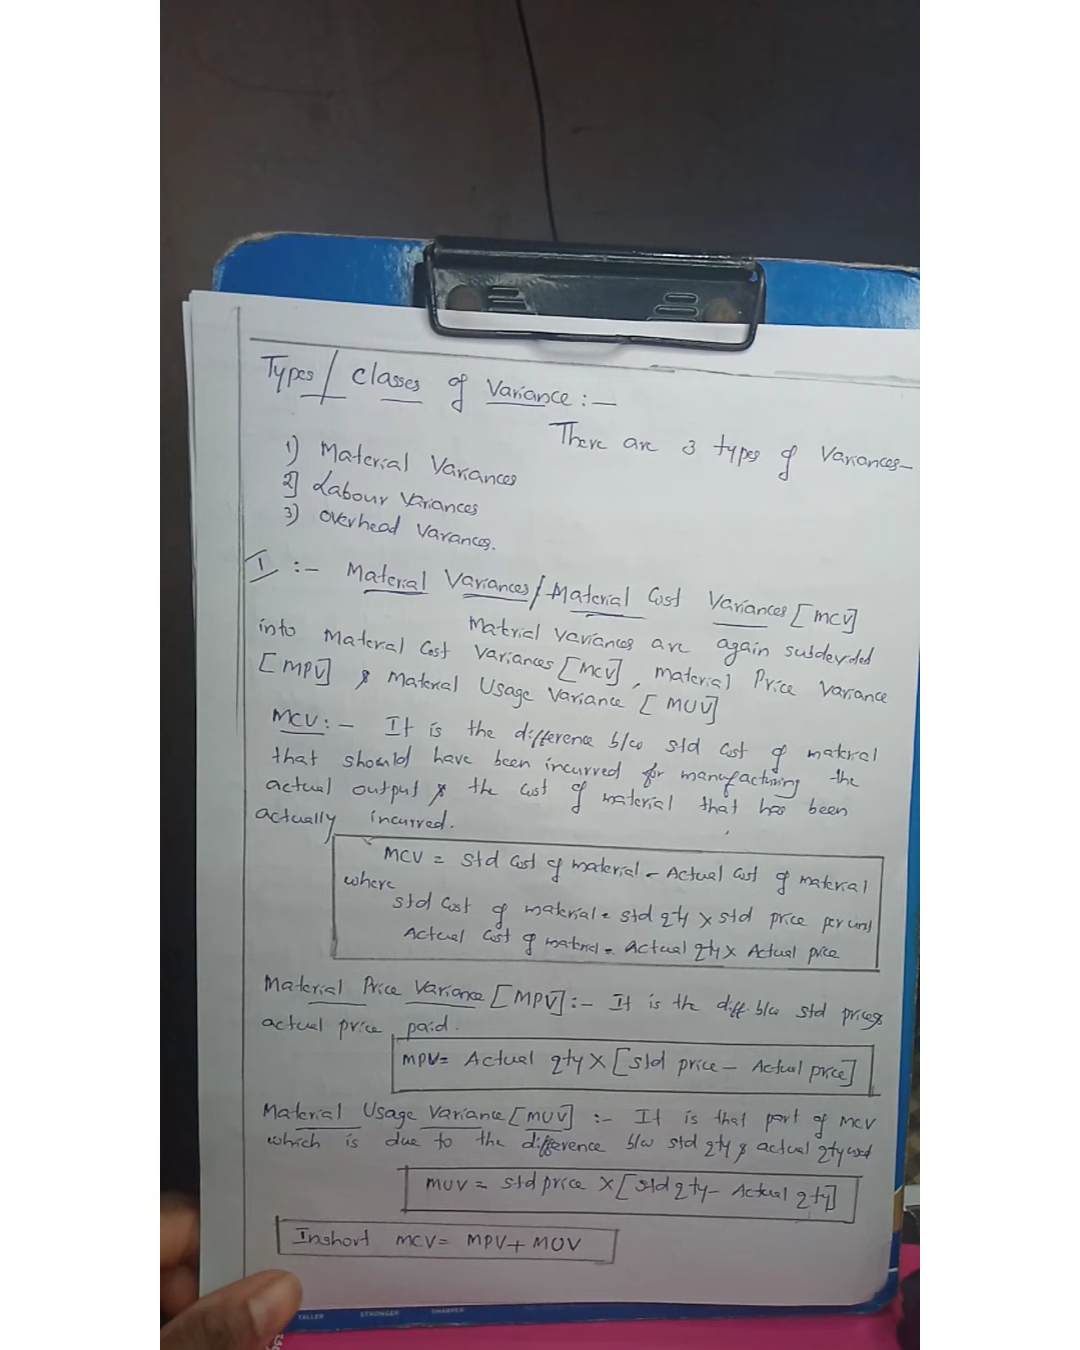 Types/ Classes of Variance :-
There are 3 types of Variances-
1) Material Variances
2] Labour Variances
3) Overhead Varances.
I :- Material Variances/Material Cost Variances [MCV]
Matrial Variances are again subdevided
into Material Cost Variances [MCV], material Price Variance
[MPV] & Material Usage Variance [MUV]
MCV :- It is the difference b/w std cost of material
that should have been incurred for manufacturing the
actual output & the cost of material that has been
actually incurred.
MCV = std cost of material - Actual cost of material
where
std cost of material = std qty x std price per unit
Actual cost of material = Actual qty x Actual price
Material Price Variance [MPV] :- It is the diff. b/w std price &
actual price paid.
MPV = Actual qty x [std price - Actual price]
Material Usage Variance [MUV] :- It is that part of MCV
which is due to the difference b/w std qty & actual qty used
MUV = std price x [std qty - Actual qty]
Inshort MCV = MPV + MUV
TALLER STRONGER SHARPER